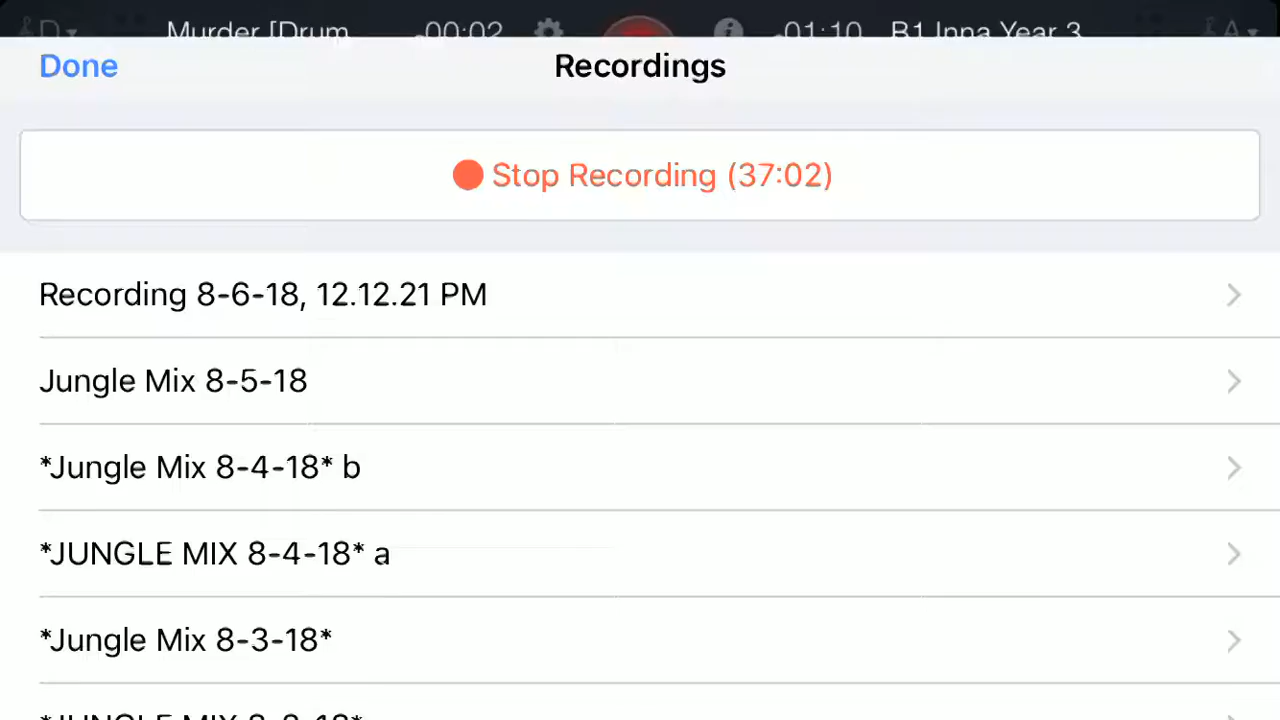 Murder [Drum -00:02 -01:10 B1 Inna Year 3
Done Recordings
Stop Recording (37:02)
Recording 8-6-18, 12.12.21 PM
Jungle Mix 8-5-18
*Jungle Mix 8-4-18* b
*JUNGLE MIX 8-4-18* a
*Jungle Mix 8-3-18*